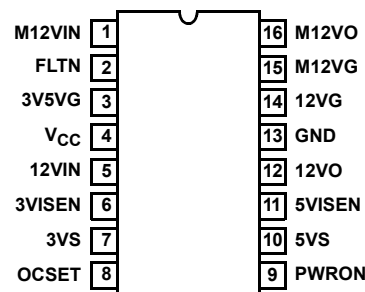 M12VIN 1 16 M12VO
FLTN 2 15 M12VG
3V5VG 3 14 12VG
VCC 4 13 GND
12VIN 5 12 12VO
3VISEN 6 11 5VISEN
3VS 7 10 5VS
OCSET 8 9 PWRON